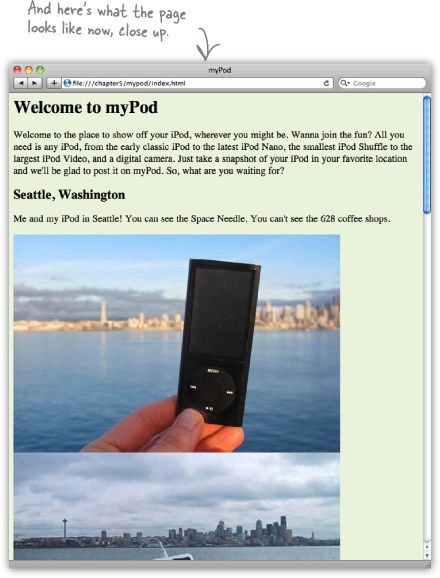 And here's what the page
looks like now, close up.
myPod
file:///chapter5/mypod/index.html
Google
Welcome to myPod
Welcome to the place to show off your iPod, wherever you might be. Wanna join the fun? All you
need is any iPod, from the early classic iPod to the latest iPod Nano, the smallest iPod Shuffle to the
largest iPod Video, and a digital camera. Just take a snapshot of your iPod in your favorite location
and we'll be glad to post it on myPod. So, what are you waiting for?
Seattle, Washington
Me and my iPod in Seattle! You can see the Space Needle. You can't see the 628 coffee shops.
MENU